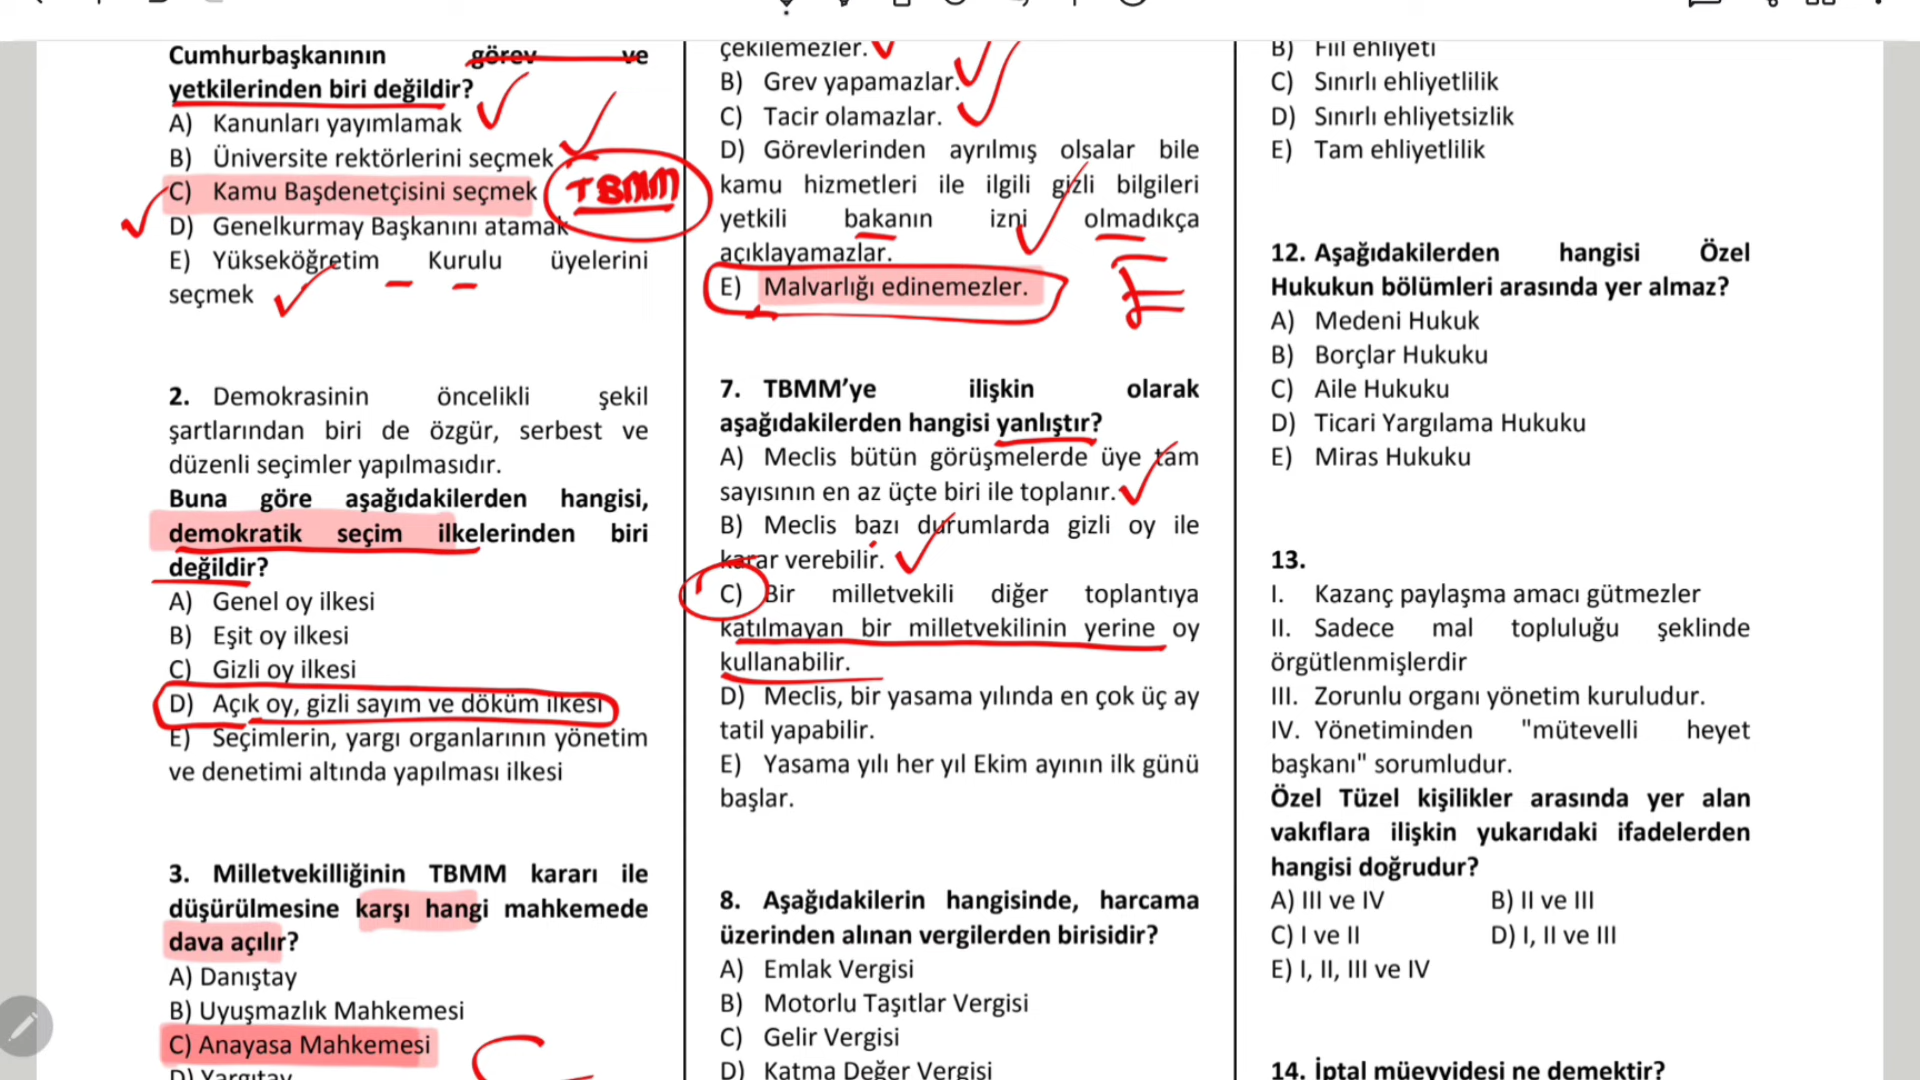 Cumhurbaşkanının görev ve
yetkilerinden biri değildir?
A) Kanunları yayımlamak
B) Üniversite rektörlerini seçmek
C) Kamu Başdenetçisini seçmek
TBMM
D) Genelkurmay Başkanını atamak
E) Yükseköğretim Kurulu üyelerini
seçmek
2. Demokrasinin öncelikli şekil
şartlarından biri de özgür, serbest ve
düzenli seçimler yapılmasıdır.
Buna göre aşağıdakilerden hangisi,
demokratik seçim ilkelerinden biri
değildir?
A) Genel oy ilkesi
B) Eşit oy ilkesi
C) Gizli oy ilkesi
D) Açık oy, gizli sayım ve döküm ilkesi
E) Seçimlerin, yargı organlarının yönetim
ve denetimi altında yapılması ilkesi
3. Milletvekilliğinin TBMM kararı ile
düşürülmesine karşı hangi mahkemede
dava açılır?
A) Danıştay
B) Uyuşmazlık Mahkemesi
C) Anayasa Mahkemesi
D) Yargıtay
çekilemezler.
B) Grev yapamazlar.
C) Tacir olamazlar.
D) Görevlerinden ayrılmış olsalar bile
kamu hizmetleri ile ilgili gizli bilgileri
yetkili bakanın izni olmadıkça
açıklayamazlar.
E) Malvarlığı edinemezler.
E
7. TBMM’ye ilişkin olarak
aşağıdakilerden hangisi yanlıştır?
A) Meclis bütün görüşmelerde üye tam
sayısının en az üçte biri ile toplanır.
B) Meclis bazı durumlarda gizli oy ile
karar verebilir.
C) Bir milletvekili diğer toplantıya
katılmayan bir milletvekilinin yerine oy
kullanabilir.
D) Meclis, bir yasama yılında en çok üç ay
tatil yapabilir.
E) Yasama yılı her yıl Ekim ayının ilk günü
başlar.
8. Aşağıdakilerin hangisinde, harcama
üzerinden alınan vergilerden birisidir?
A) Emlak Vergisi
B) Motorlu Taşıtlar Vergisi
C) Gelir Vergisi
D) Katma Değer Vergisi
B) Fiil ehliyeti
C) Sınırlı ehliyetlilik
D) Sınırlı ehliyetsizlik
E) Tam ehliyetlilik
12. Aşağıdakilerden hangisi Özel
Hukukun bölümleri arasında yer almaz?
A) Medeni Hukuk
B) Borçlar Hukuku
C) Aile Hukuku
D) Ticari Yargılama Hukuku
E) Miras Hukuku
13.
I. Kazanç paylaşma amacı gütmezler
II. Sadece mal topluluğu şeklinde
örgütlenmişlerdir
III. Zorunlu organı yönetim kuruludur.
IV. Yönetiminden "mütevelli heyet
başkanı" sorumludur.
Özel Tüzel kişilikler arasında yer alan
vakıflara ilişkin yukarıdaki ifadelerden
hangisi doğrudur?
A) III ve IV B) II ve III
C) I ve II D) I, II ve III
E) I, II, III ve IV
14. İptal müeyyidesi ne demektir?